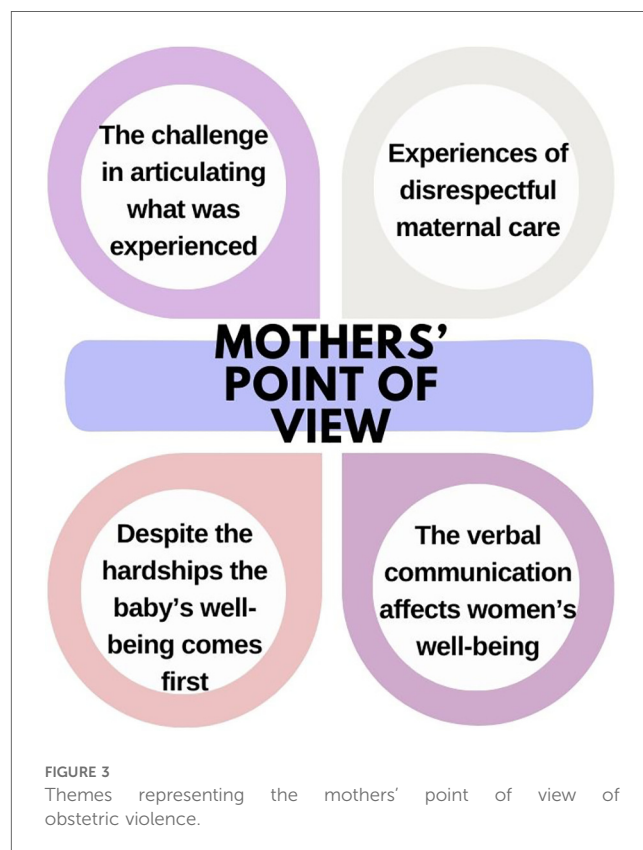 The challenge
in articulating
what was
experienced
Experiences of
disrespectful
maternal care
MOTHERS’
POINT OF
VIEW
Despite the
hardships the
baby’s well-
being comes
first
The verbal
communication
affects women’s
well-being
FIGURE 3
Themes representing the mothers’ point of view of
obstetric violence.